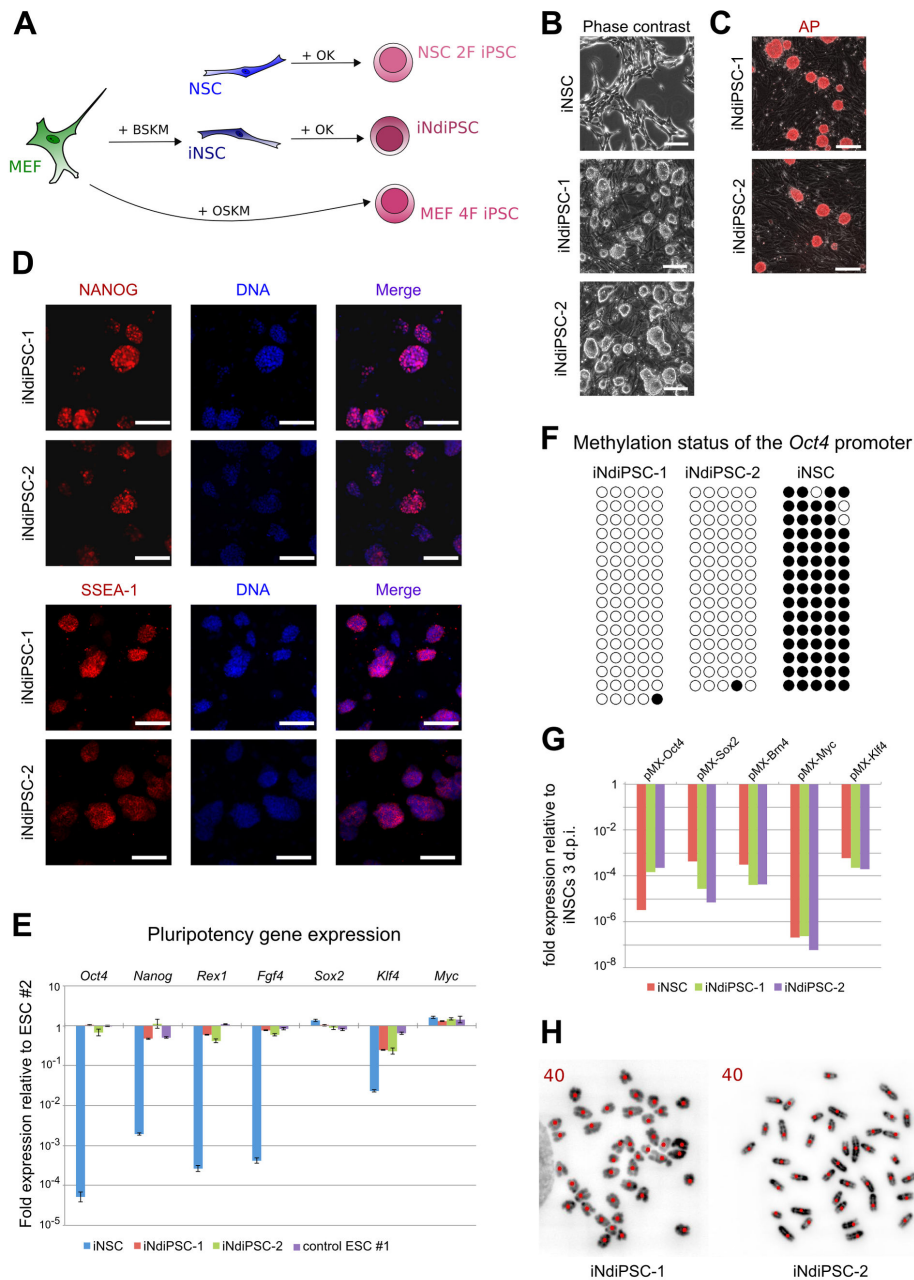 A
NSC
+ OK
NSC 2F iPSC
MEF
+ BSKM
iNSC
+ OK
iNdiPSC
+ OSKM
MEF 4F iPSC
B
Phase contrast
iNSC
iNdiPSC-1
iNdiPSC-2
C
AP
iNdiPSC-1
iNdiPSC-2
D
NANOG DNA Merge
iNdiPSC-1
iNdiPSC-2
SSEA-1 DNA Merge
iNdiPSC-1
iNdiPSC-2
E
Pluripotency gene expression
Oct4 Nanog Rex1 Fgf4 Sox2 Klf4 Myc
Fold expression relative to ESC #2
10
1
10⁻¹
10⁻²
10⁻³
10⁻⁴
10⁻⁵
iNSC iNdiPSC-1 iNdiPSC-2 control ESC #1
F
Methylation status of the Oct4 promoter
iNdiPSC-1 iNdiPSC-2 iNSC
G
pMX-Oct4 pMX-Sox2 pMX-Brn4 pMX-Myc pMX-Klf4
fold expression relative to
iNSCs 3 d.p.i.
1
10⁻²
10⁻⁴
10⁻⁶
10⁻⁸
iNSC iNdiPSC-1 iNdiPSC-2
H
40
40
iNdiPSC-1
iNdiPSC-2